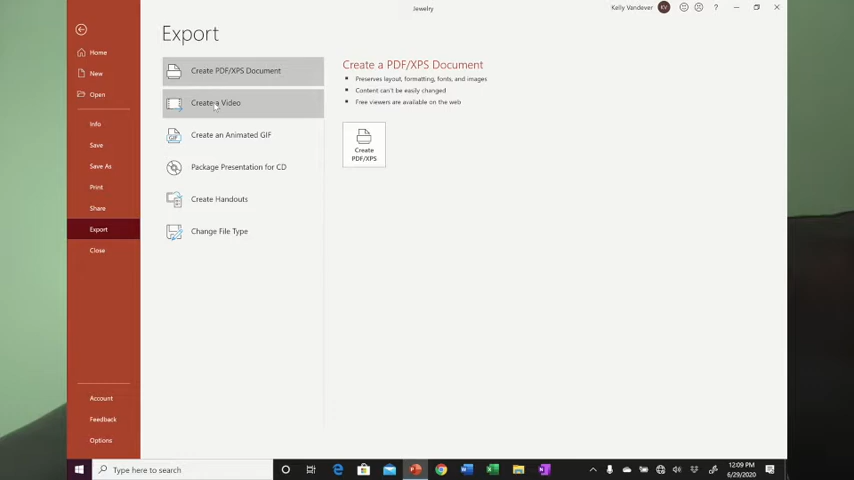 Jewelry
Kelly Vandever
KV
?
Export
Home
New
Open
Info
Save
Save As
Print
Share
Export
Close
Account
Feedback
Options
Create PDF/XPS Document
Create a Video
Create an Animated GIF
Package Presentation for CD
Create Handouts
Change File Type
Create a PDF/XPS Document
Preserves layout, formatting, fonts, and images
Content can't be easily changed
Free viewers are available on the web
Create
PDF/XPS
Type here to search
12:09 PM
6/29/2020